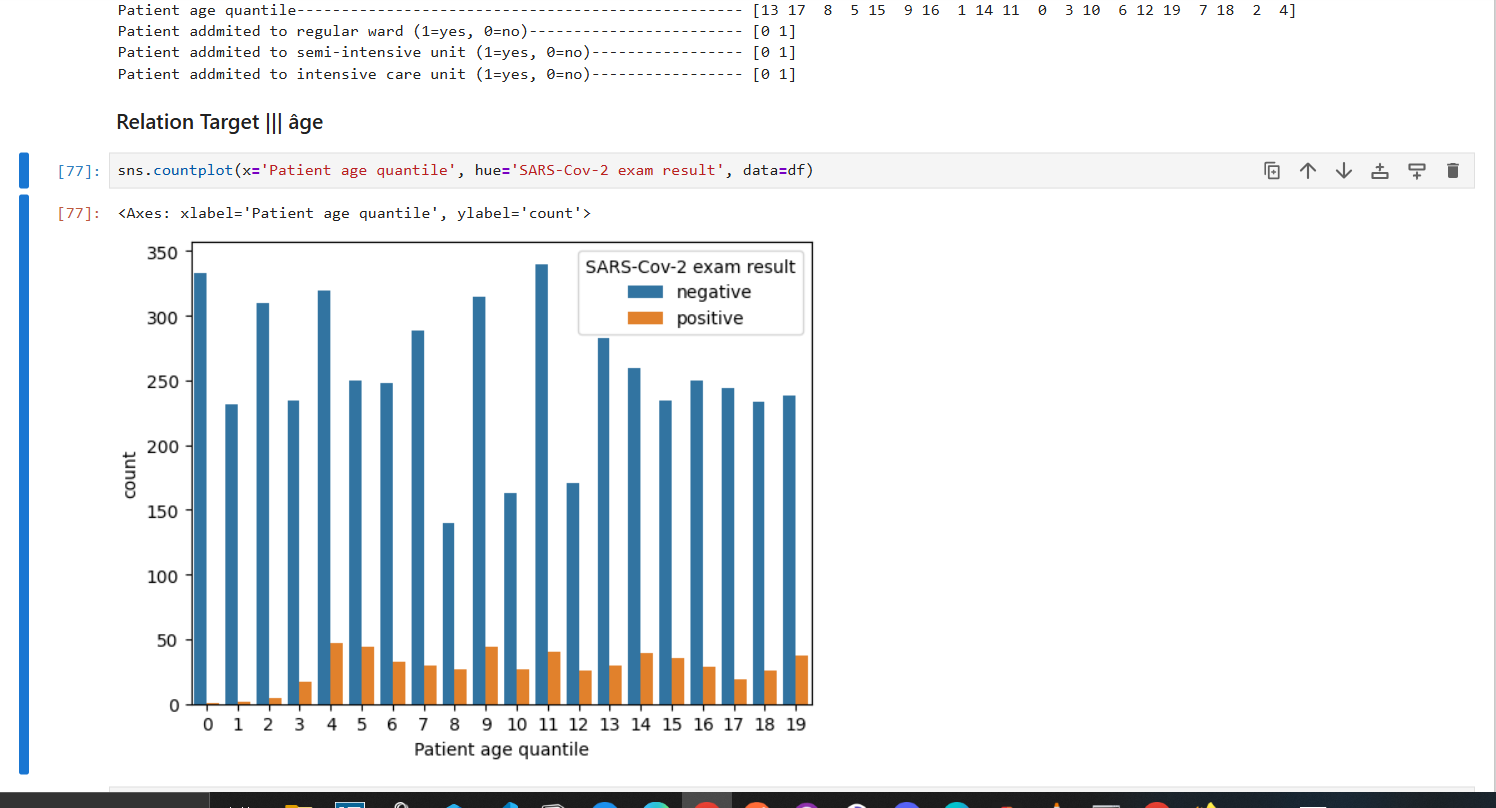 Patient age quantile------------------------------------------ [13 17  8  5 15  9 16  1 14 11  0  3 10  6 12 19  7 18  2  4]
Patient addmited to regular ward (1=yes, 0=no)---------------- [0 1]
Patient addmited to semi-intensive unit (1=yes, 0=no)--------- [0 1]
Patient addmited to intensive care unit (1=yes, 0=no)--------- [0 1]
Relation Target ||| âge
[77]: sns.countplot(x='Patient age quantile', hue='SARS-Cov-2 exam result', data=df)
[77]: <Axes: xlabel='Patient age quantile', ylabel='count'>
SARS-Cov-2 exam result
negative
positive
350
300
250
200
150
100
50
0
count
0 1 2 3 4 5 6 7 8 9 10 11 12 13 14 15 16 17 18 19
Patient age quantile